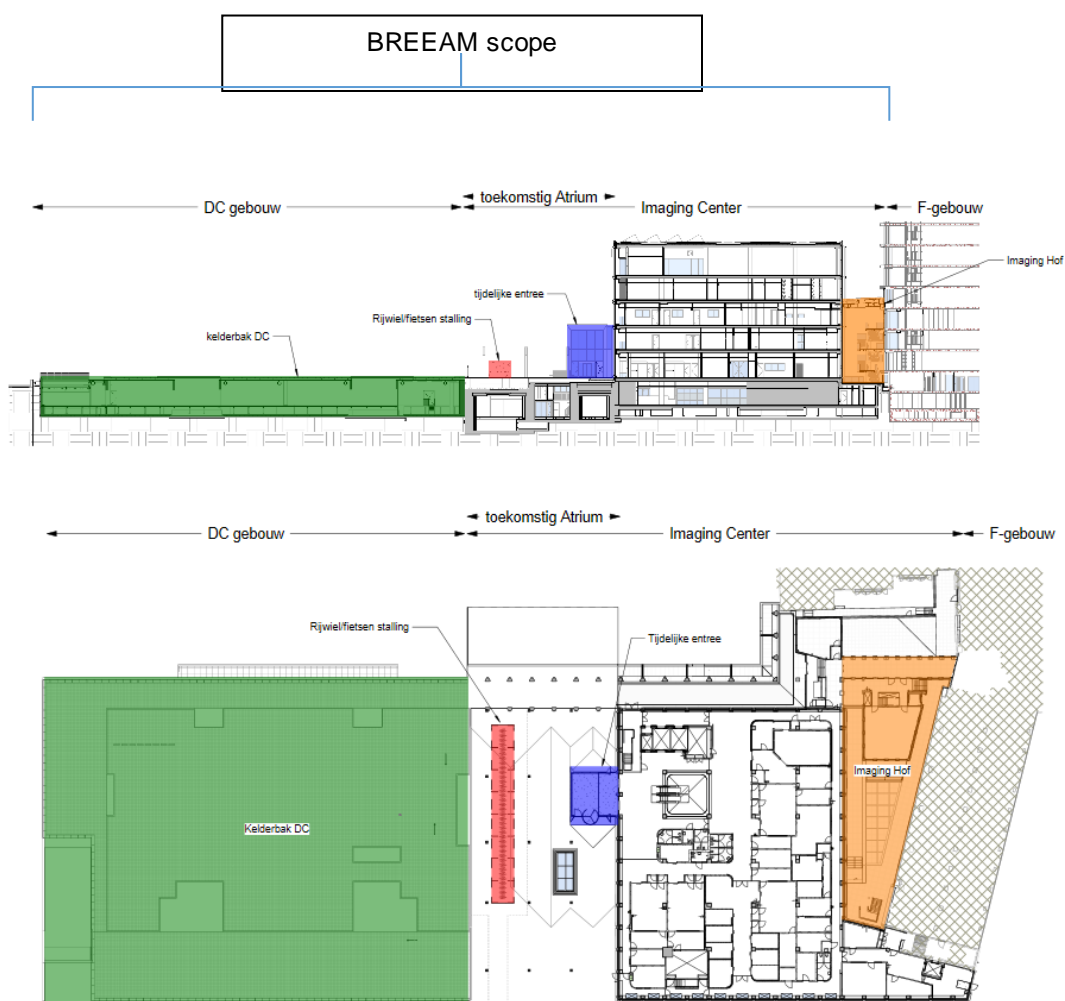 BREEAM scope
toekomstig Atrium
DC gebouw
Imaging Center
F-gebouw
Imaging Hof
tijdelijke entree
Rijwiel/fietsen stalling
kelderbak DC
toekomstig Atrium
DC gebouw
Imaging Center
F-gebouw
Rijwiel/fietsen stalling
Tijdelijke entree
Imaging Hof
Kelderbak DC